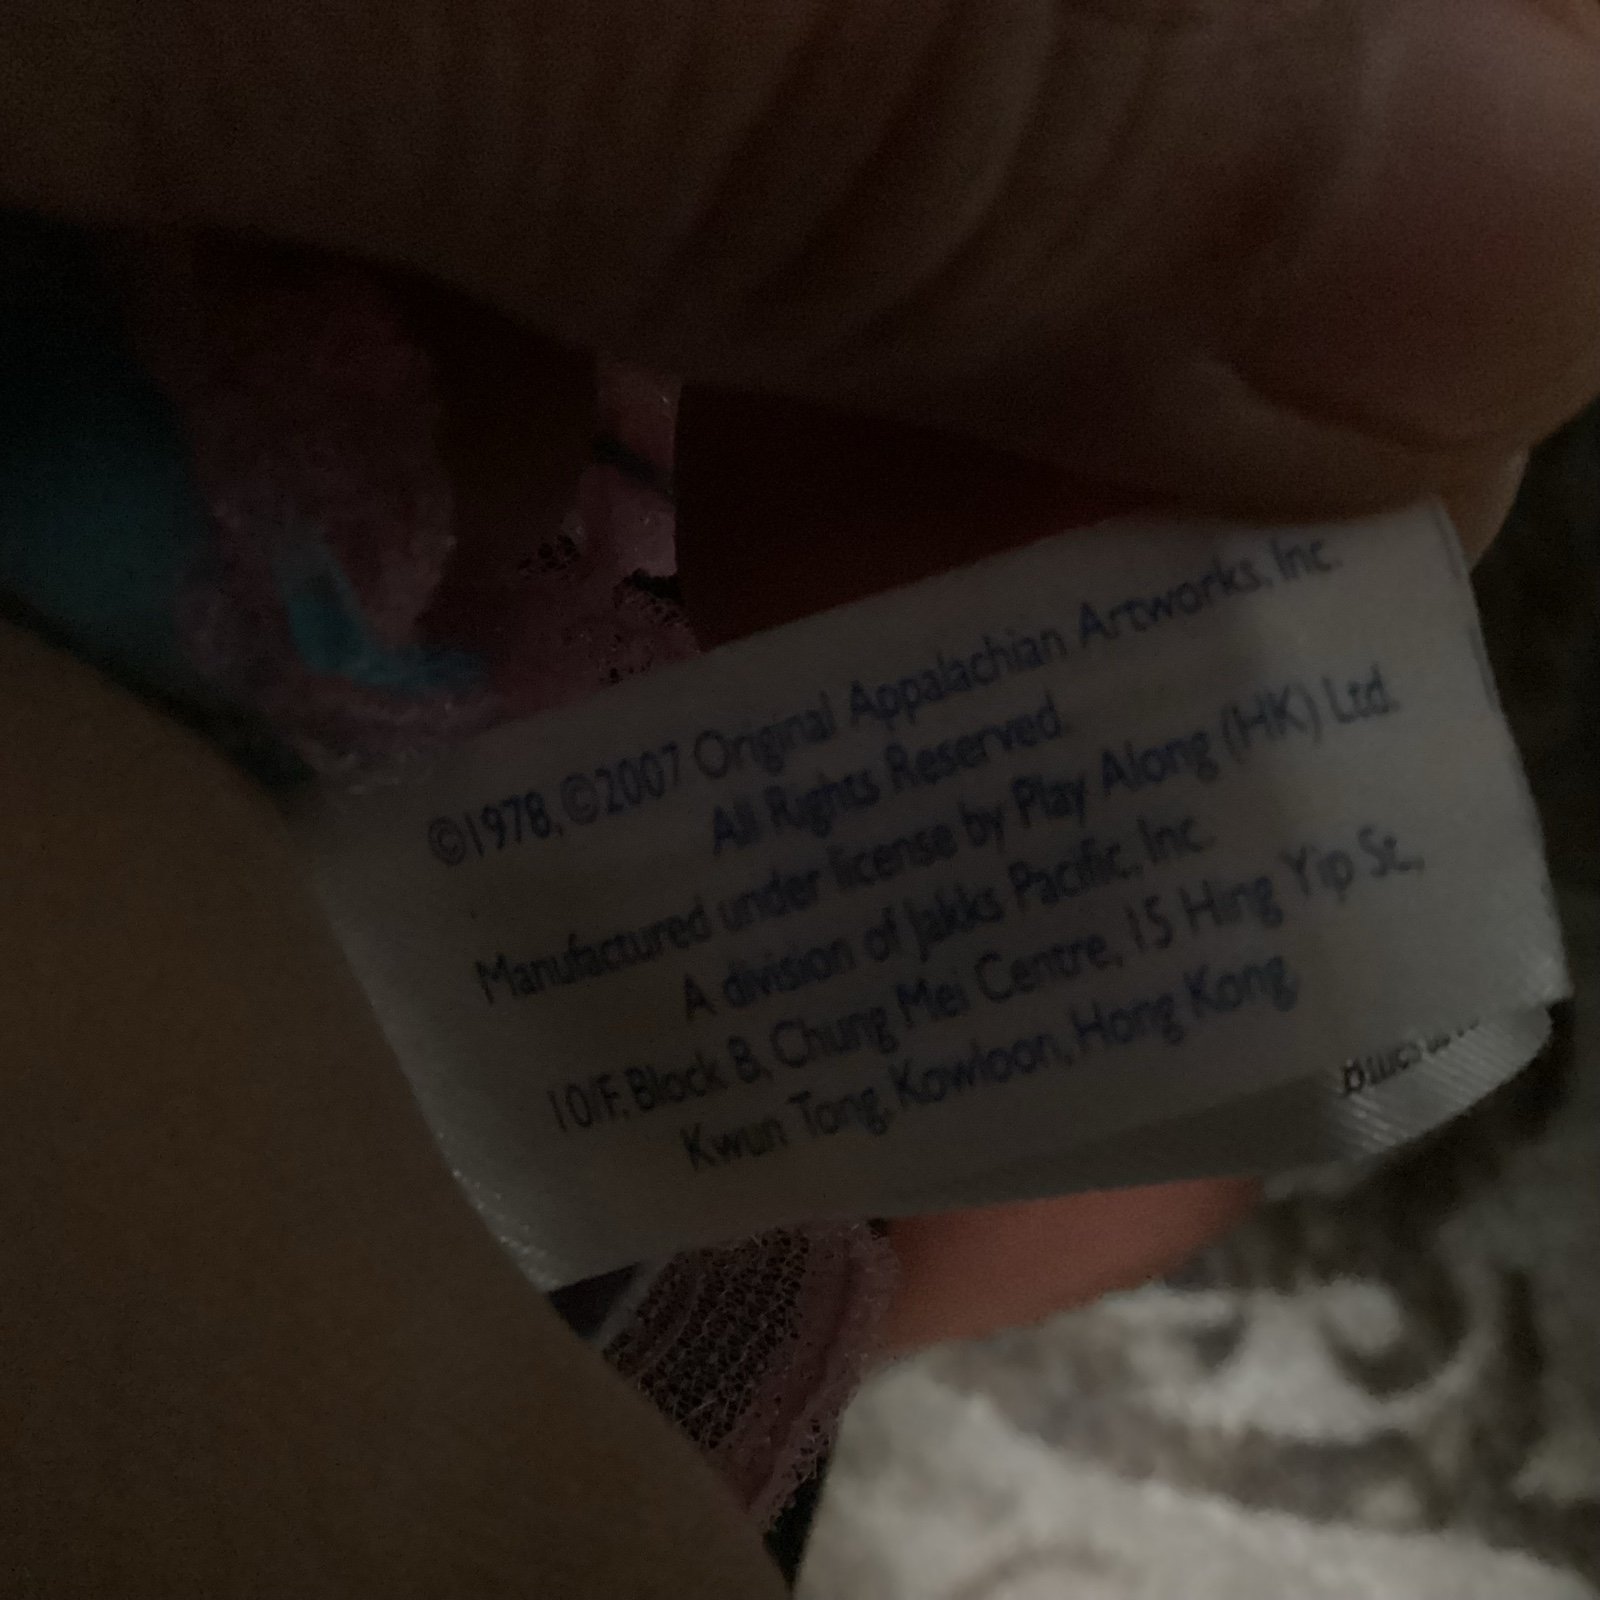 ©1978, ©2007 Original Appalachian Artworks, Inc.
All Rights Reserved.
Manufactured under license by Play Along (HK) Ltd.
A division of Jakks Pacific, Inc.
10/F, Block B, Chung Mei Centre, 15 Hing Yip St.,
Kwun Tong, Kowloon, Hong Kong